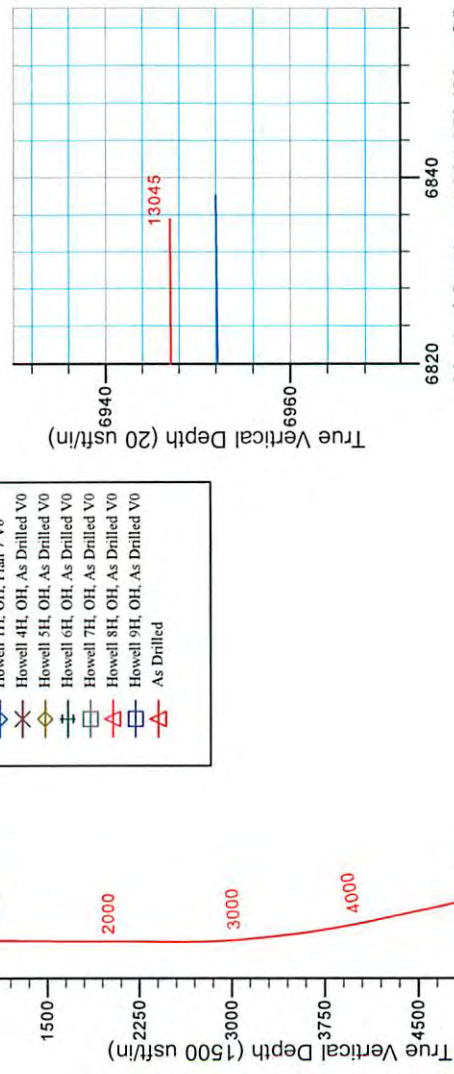 Howell 4H, OH, As Drilled V0
Howell 5H, OH, As Drilled V0
Howell 6H, OH, As Drilled V0
Howell 7H, OH, As Drilled V0
Howell 8H, OH, As Drilled V0
Howell 9H, OH, As Drilled V0
As Drilled
True Vertical Depth (1500 usft/in)
1500
2250
3000
3750
4500
2000
3000
4000
True Vertical Depth (20 usft/in)
6940
6960
13045
6820
6840